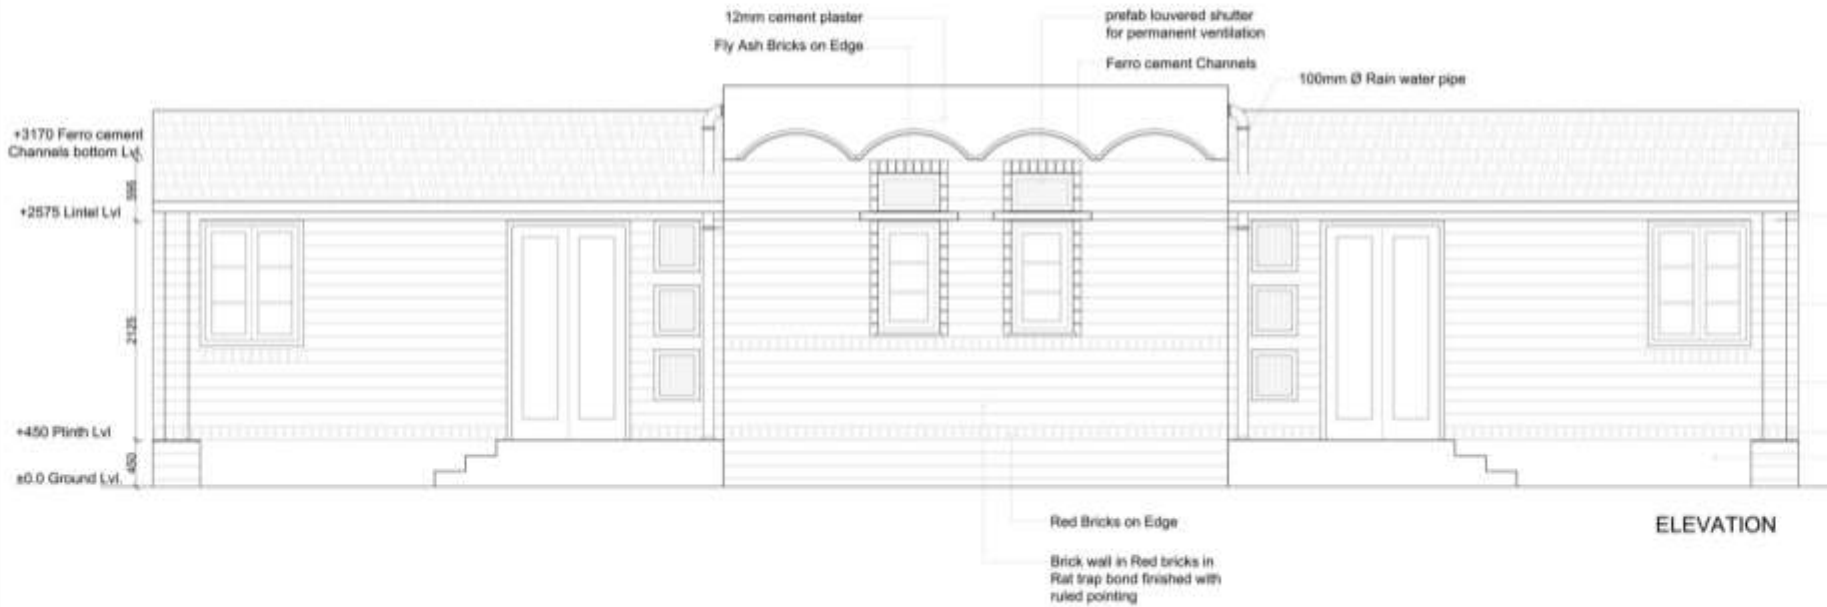 12mm cement plaster
Fly Ash Bricks on Edge
prefab louvered shutter
for permanent ventilation
Ferro cement Channels
100mm Ø Rain water pipe
+3170 Ferro cement
Channels bottom Lvl.
595
+2575 Lintel Lvl
2125
+450 Plinth Lvl
450
±0.0 Ground Lvl.
Red Bricks on Edge
Brick wall in Red bricks in
Rat trap bond finished with
ruled pointing
ELEVATION